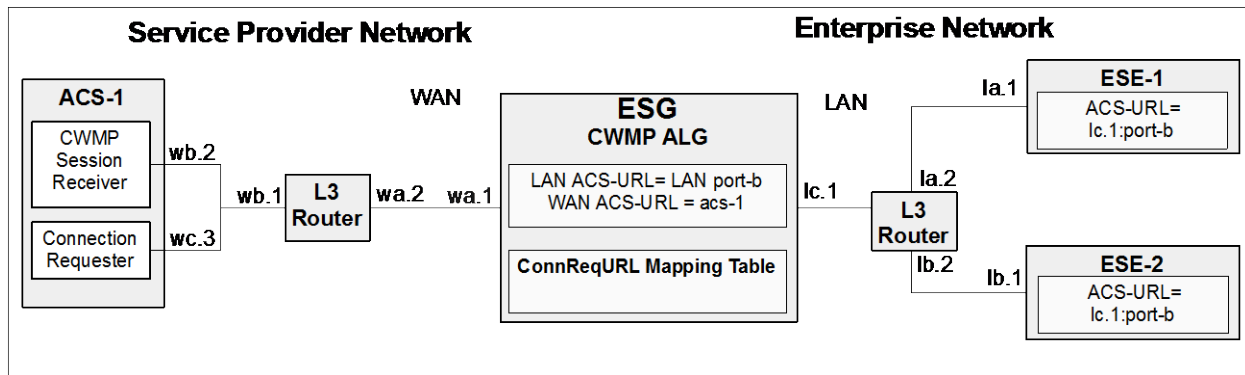 Service Provider Network
Enterprise Network
ACS-1
CWMP
Session
Receiver
Connection
Requester
wb.2
wc.3
wb.1
L3
Router
wa.2
WAN
wa.1
ESG
CWMP ALG
LAN ACS-URL= LAN port-b
WAN ACS-URL = acs-1
ConnReqURL Mapping Table
LAN
lc.1
L3
Router
la.2
la.1
lb.2
lb.1
ESE-1
ACS-URL=
lc.1:port-b
ESE-2
ACS-URL=
lc.1:port-b